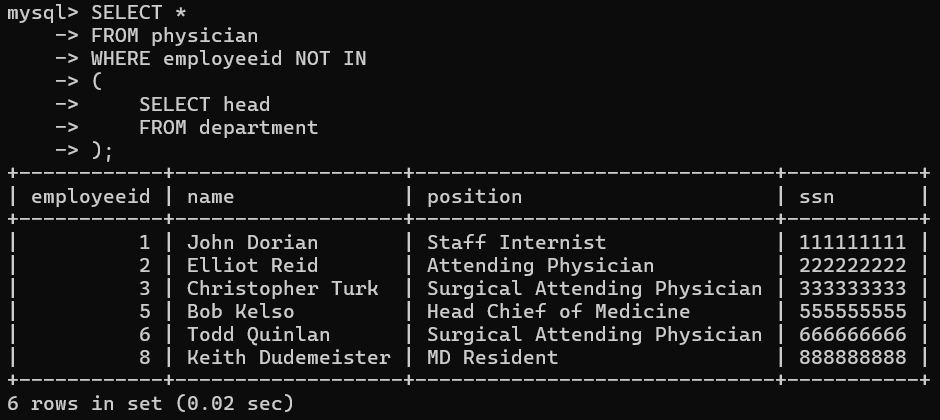 mysql> SELECT *
    -> FROM physician
    -> WHERE employeeid NOT IN
    -> (
    ->     SELECT head
    ->     FROM department
    -> );
+------------+-------------------+------------------------------+-----------+
| employeeid | name              | position                     | ssn       |
+------------+-------------------+------------------------------+-----------+
|          1 | John Dorian       | Staff Internist              | 111111111 |
|          2 | Elliot Reid       | Attending Physician          | 222222222 |
|          3 | Christopher Turk  | Surgical Attending Physician | 333333333 |
|          5 | Bob Kelso         | Head Chief of Medicine       | 555555555 |
|          6 | Todd Quinlan      | Surgical Attending Physician | 666666666 |
|          8 | Keith Dudemeister | MD Resident                  | 888888888 |
+------------+-------------------+------------------------------+-----------+
6 rows in set (0.02 sec)